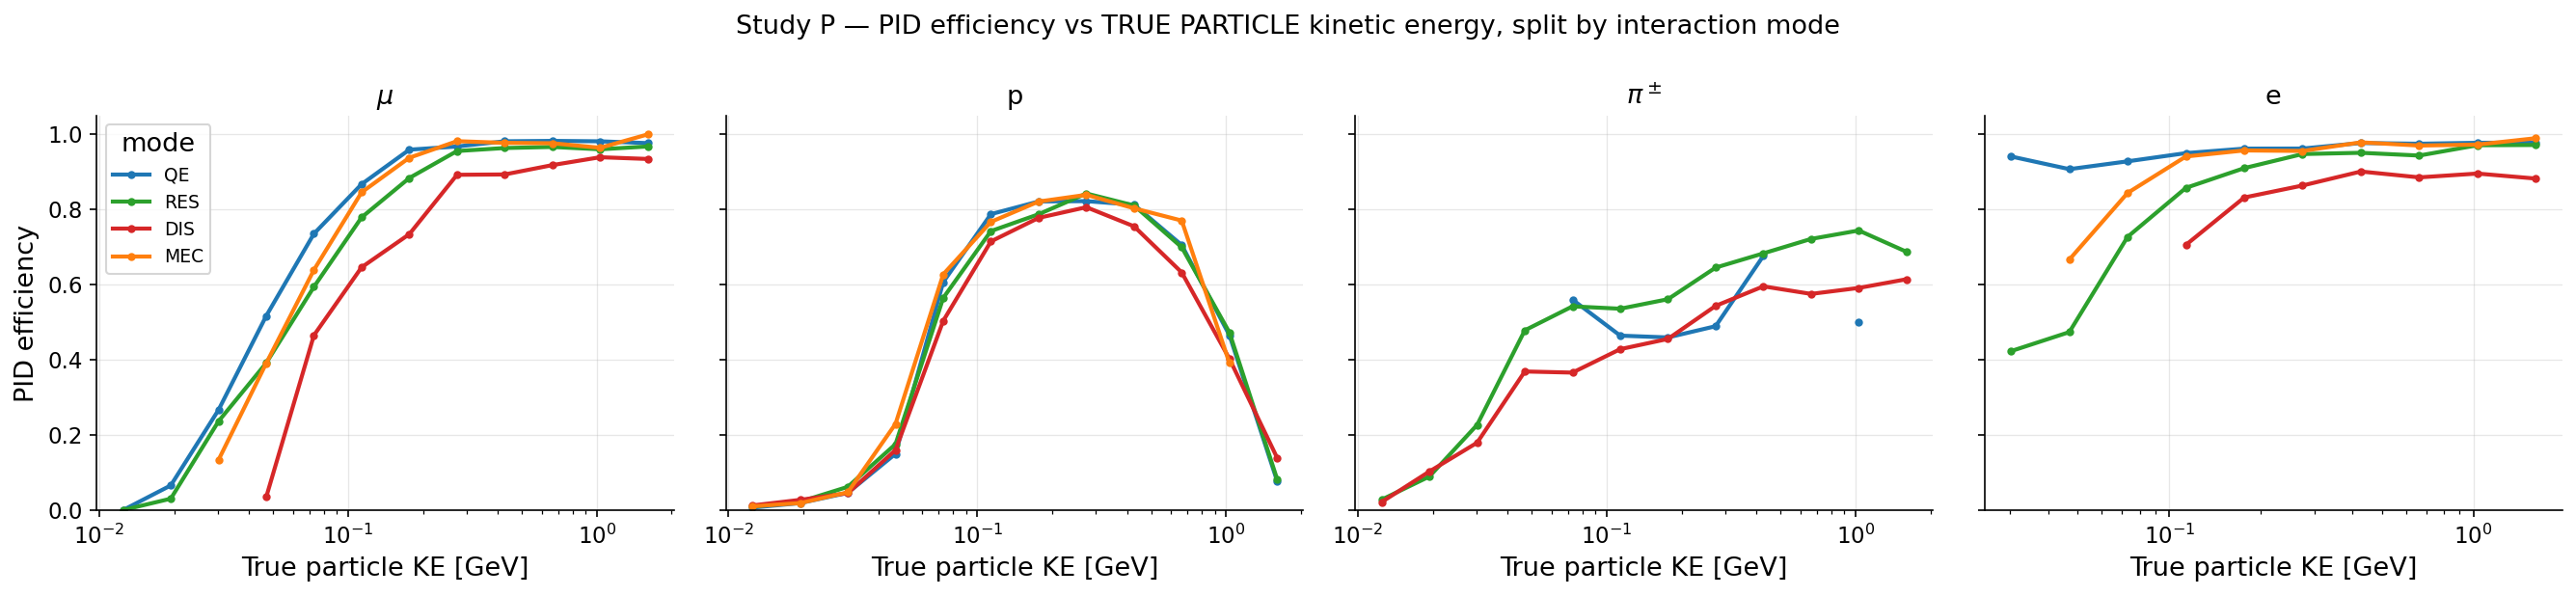 Study P — PID efficiency vs TRUE PARTICLE kinetic energy, split by interaction mode
μ
p
π±
e
mode
QE
RES
DIS
MEC
PID efficiency
1.0
0.8
0.6
0.4
0.2
0.0
10⁻² 10⁻¹ 10⁰
10⁻² 10⁻¹ 10⁰
10⁻² 10⁻¹ 10⁰
10⁻¹ 10⁰
True particle KE [GeV]
True particle KE [GeV]
True particle KE [GeV]
True particle KE [GeV]